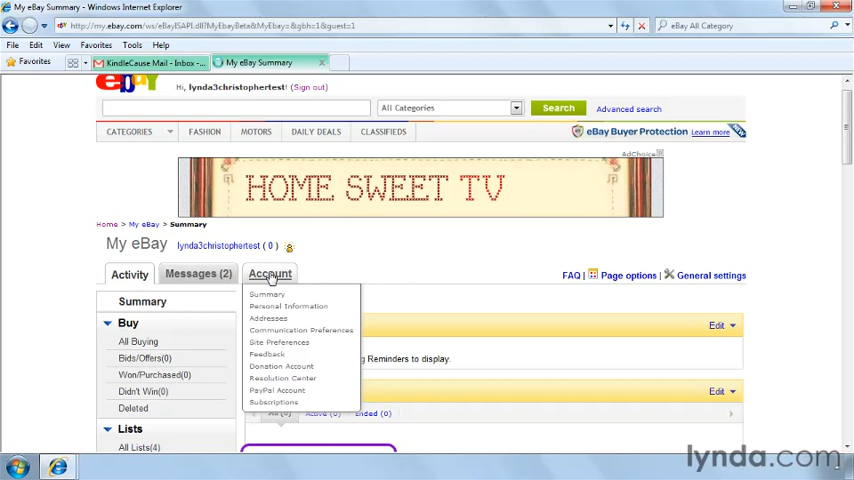 My eBay Summary - Windows Internet Explorer
http://my.ebay.com/ws/eBayISAPI.dll?MyEbayBeta&MyEbay=&gbh=1&guest=1
eBay All Category
File Edit View Favorites Tools Help
Favorites
KindleCause Mail - Inbox -...
My eBay Summary
ebay
Hi, lynda3christophertest! (Sign out)
All Categories
Search
Advanced search
CATEGORIES
FASHION
MOTORS
DAILY DEALS
CLASSIFIEDS
eBay Buyer Protection Learn more
AdChoice
HOME SWEET TV
Home > My eBay > Summary
My eBay lynda3christophertest ( 0 )
Activity
Messages (2)
Account
FAQ
Page options
General settings
Summary
Buy
All Buying
Bids/Offers(0)
Won/Purchased(0)
Didn't Win(0)
Deleted
Lists
All Lists(4)
Summary
Personal Information
Addresses
Communication Preferences
Site Preferences
Feedback
Donation Account
Resolution Center
PayPal Account
Subscriptions
Edit
g Reminders to display.
Edit
All (0)
Active (0)
Ended (0)
lynda.com